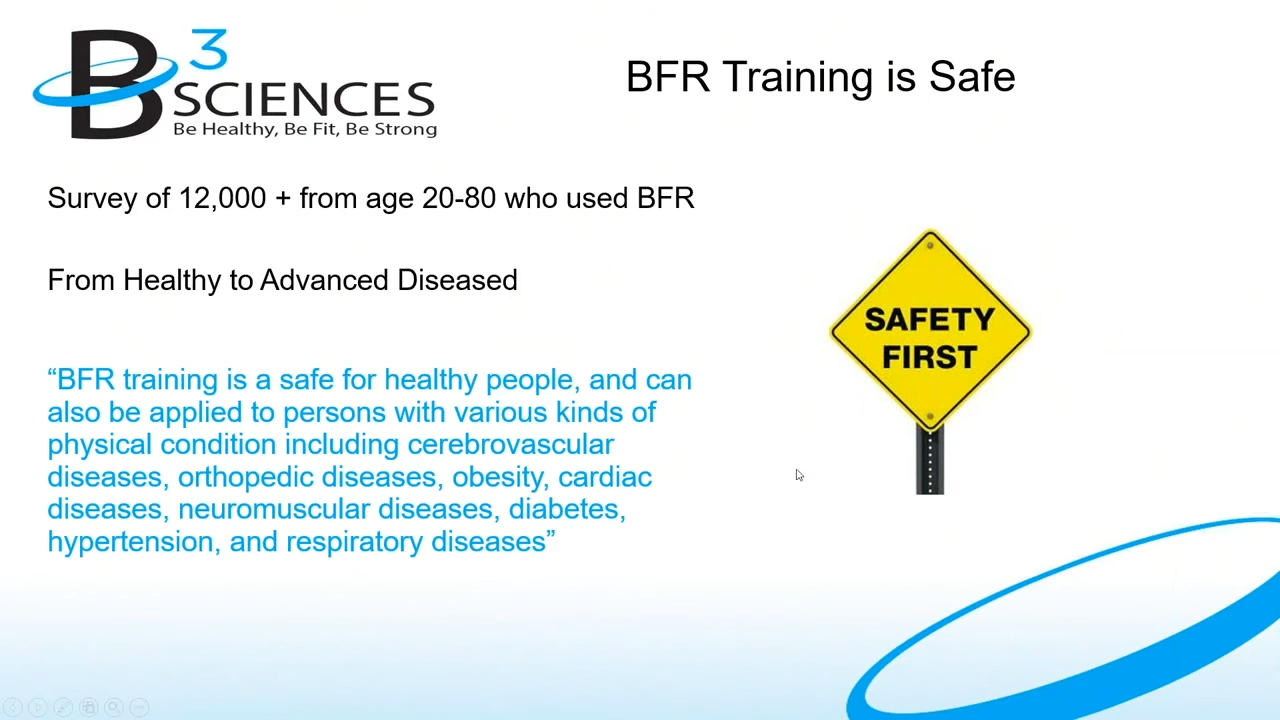 B3 SCIENCES
Be Healthy, Be Fit, Be Strong
BFR Training is Safe
Survey of 12,000 + from age 20-80 who used BFR
From Healthy to Advanced Diseased
“BFR training is a safe for healthy people, and can
also be applied to persons with various kinds of
physical condition including cerebrovascular
diseases, orthopedic diseases, obesity, cardiac
diseases, neuromuscular diseases, diabetes,
hypertension, and respiratory diseases”
SAFETY
FIRST